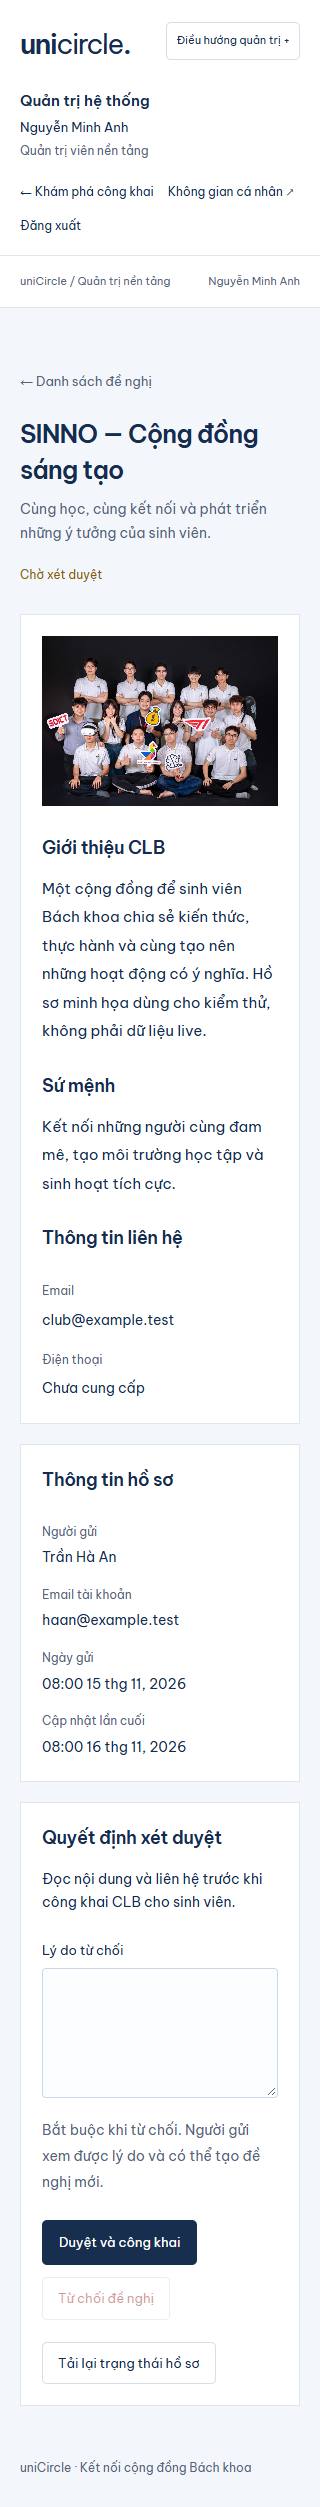 unicircle.
Điều hướng quản trị +
Quản trị hệ thống
Nguyễn Minh Anh
Quản trị viên nền tảng
← Khám phá công khai Không gian cá nhân ↗
Đăng xuất
uniCircle / Quản trị nền tảng Nguyễn Minh Anh
← Danh sách đề nghị
SINNO — Cộng đồng
sáng tạo
Cùng học, cùng kết nối và phát triển
những ý tưởng của sinh viên.
Chờ xét duyệt
SOICT
T1
Giới thiệu CLB
Một cộng đồng để sinh viên
Bách khoa chia sẻ kiến thức,
thực hành và cùng tạo nên
những hoạt động có ý nghĩa. Hồ
sơ minh họa dùng cho kiểm thử,
không phải dữ liệu live.
Sứ mệnh
Kết nối những người cùng đam
mê, tạo môi trường học tập và
sinh hoạt tích cực.
Thông tin liên hệ
Email
club@example.test
Điện thoại
Chưa cung cấp
Thông tin hồ sơ
Người gửi
Trần Hà An
Email tài khoản
haan@example.test
Ngày gửi
08:00 15 thg 11, 2026
Cập nhật lần cuối
08:00 16 thg 11, 2026
Quyết định xét duyệt
Đọc nội dung và liên hệ trước khi
công khai CLB cho sinh viên.
Lý do từ chối
Bắt buộc khi từ chối. Người gửi
xem được lý do và có thể tạo đề
nghị mới.
Duyệt và công khai
Từ chối đề nghị
Tải lại trạng thái hồ sơ
uniCircle · Kết nối cộng đồng Bách khoa